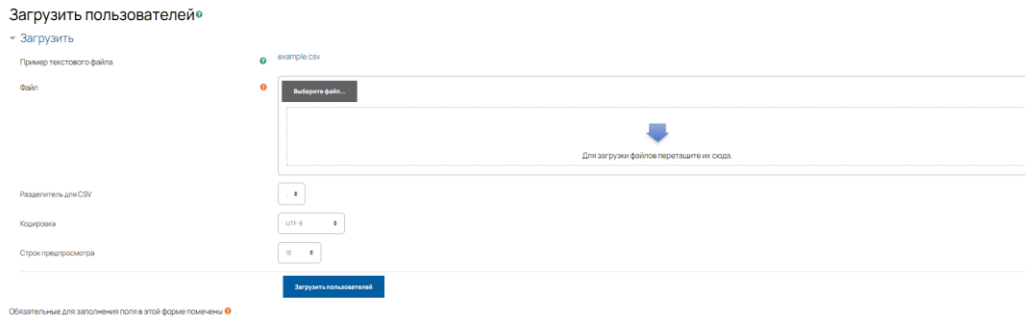 Загрузить пользователей
Загрузить
Пример текстового файла
example.csv
Файл
Выберите файл...
Для загрузки файлов перетащите их сюда.
Разделитель для CSV
;
Кодировка
UTF-8
Строк предпросмотра
10
Загрузить пользователей
Обязательные для заполнения поля в этой форме помечены .